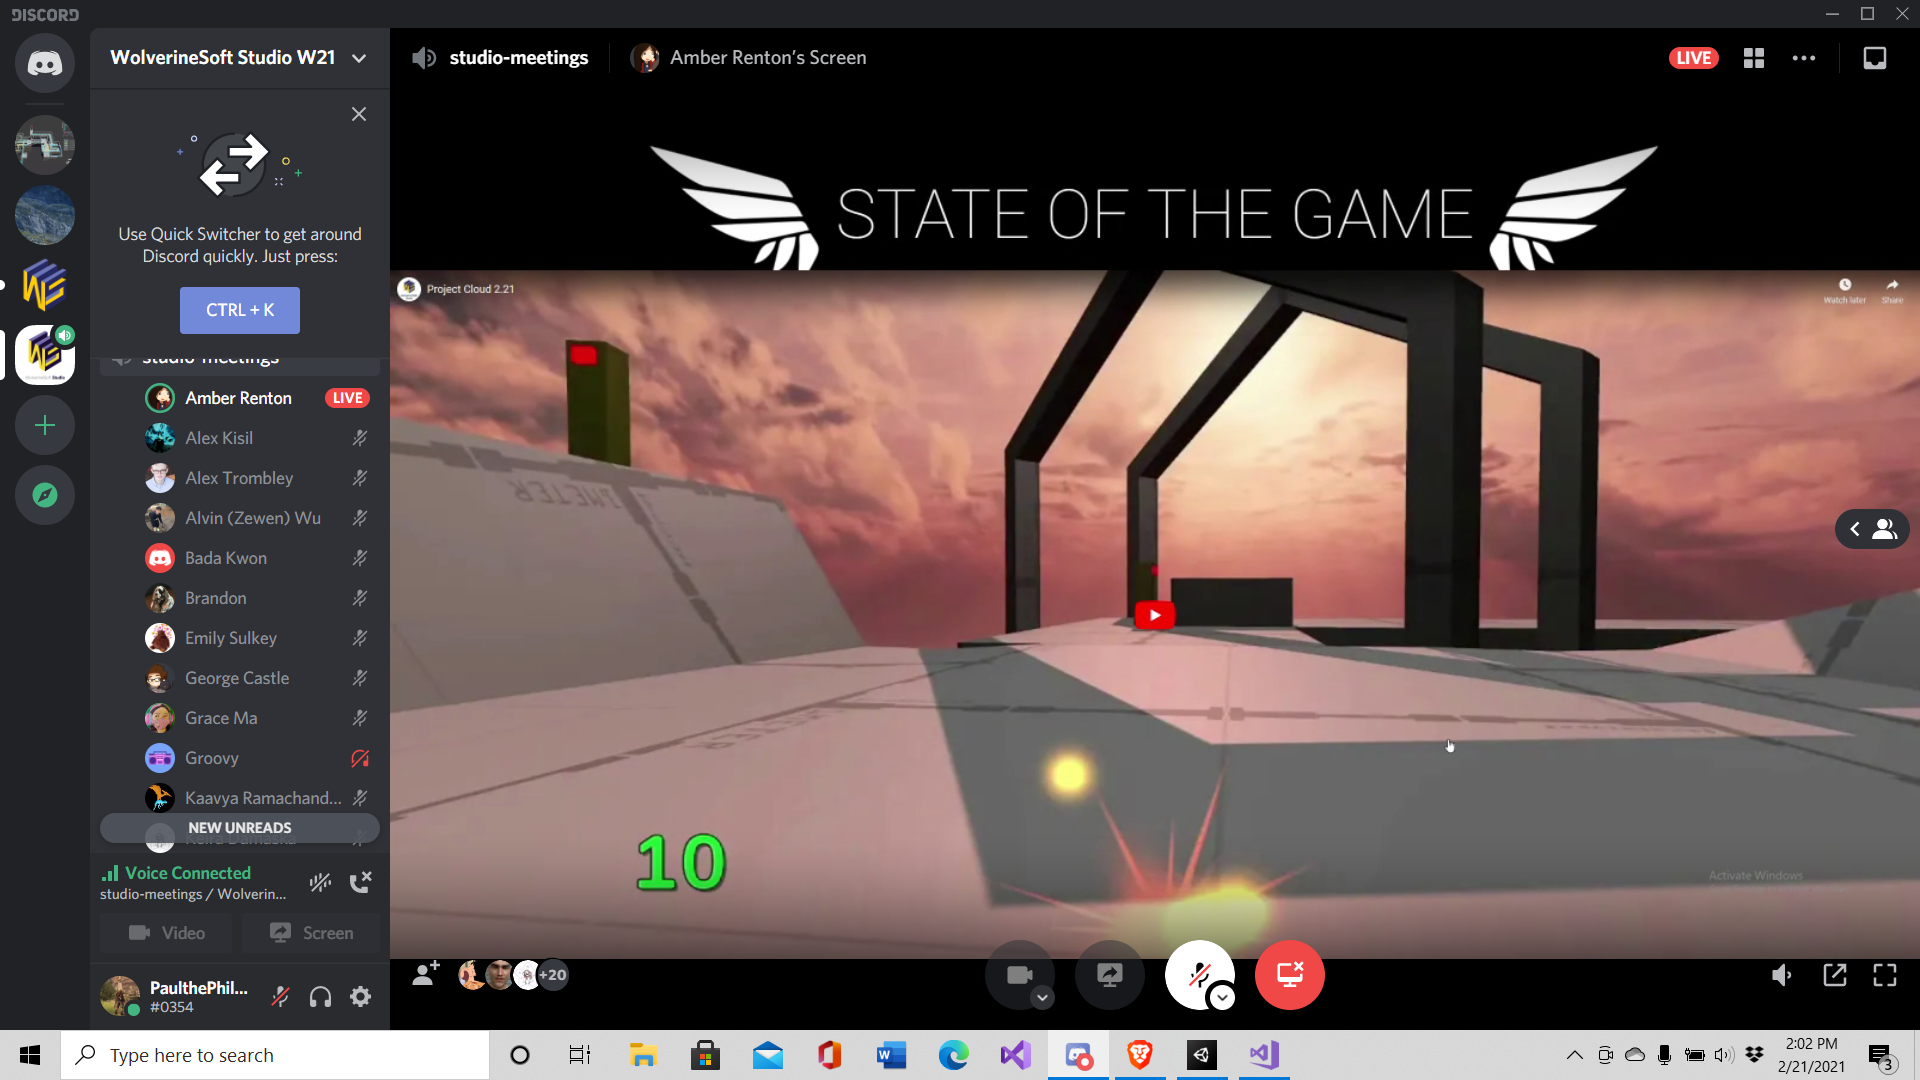 DISCORD
WolverineSoft Studio W21
studio-meetings
Amber Renton's Screen
LIVE
Use Quick Switcher to get around
Discord quickly. Just press:
CTRL + K
STATE OF THE GAME
Project Cloud 2.21
Watch later
Share
studio-meetings
Amber Renton
LIVE
Alex Kisil
Alex Trombley
Alvin (Zewen) Wu
Bada Kwon
Brandon
Emily Sulkey
George Castle
Grace Ma
Groovy
Kaavya Ramachand...
NEW UNREADS
Voice Connected
studio-meetings / Wolverin...
Video
Screen
PaulthePhil...
#0354
10
Activate Windows
+20
Type here to search
2:02 PM
2/21/2021
3